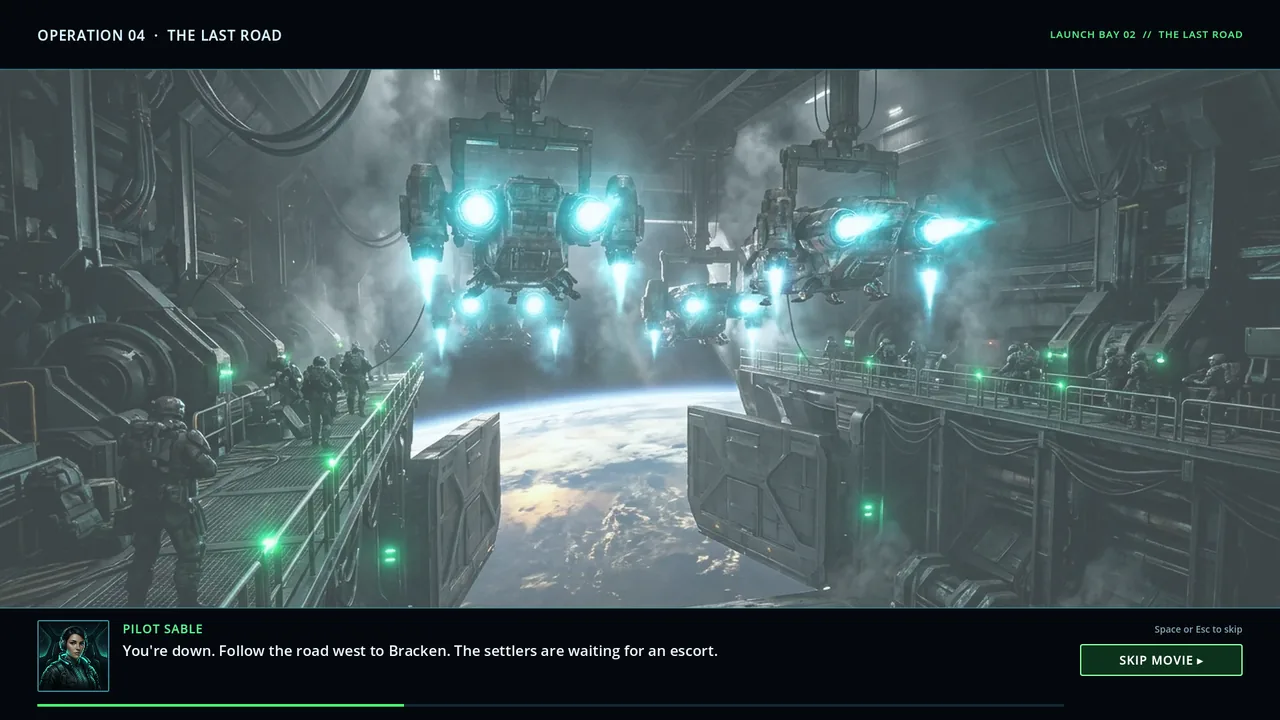 OPERATION 04 · THE LAST ROAD
LAUNCH BAY 02 // THE LAST ROAD
PILOT SABLE
You're down. Follow the road west to Bracken. The settlers are waiting for an escort.
Space or Esc to skip
SKIP MOVIE ▸